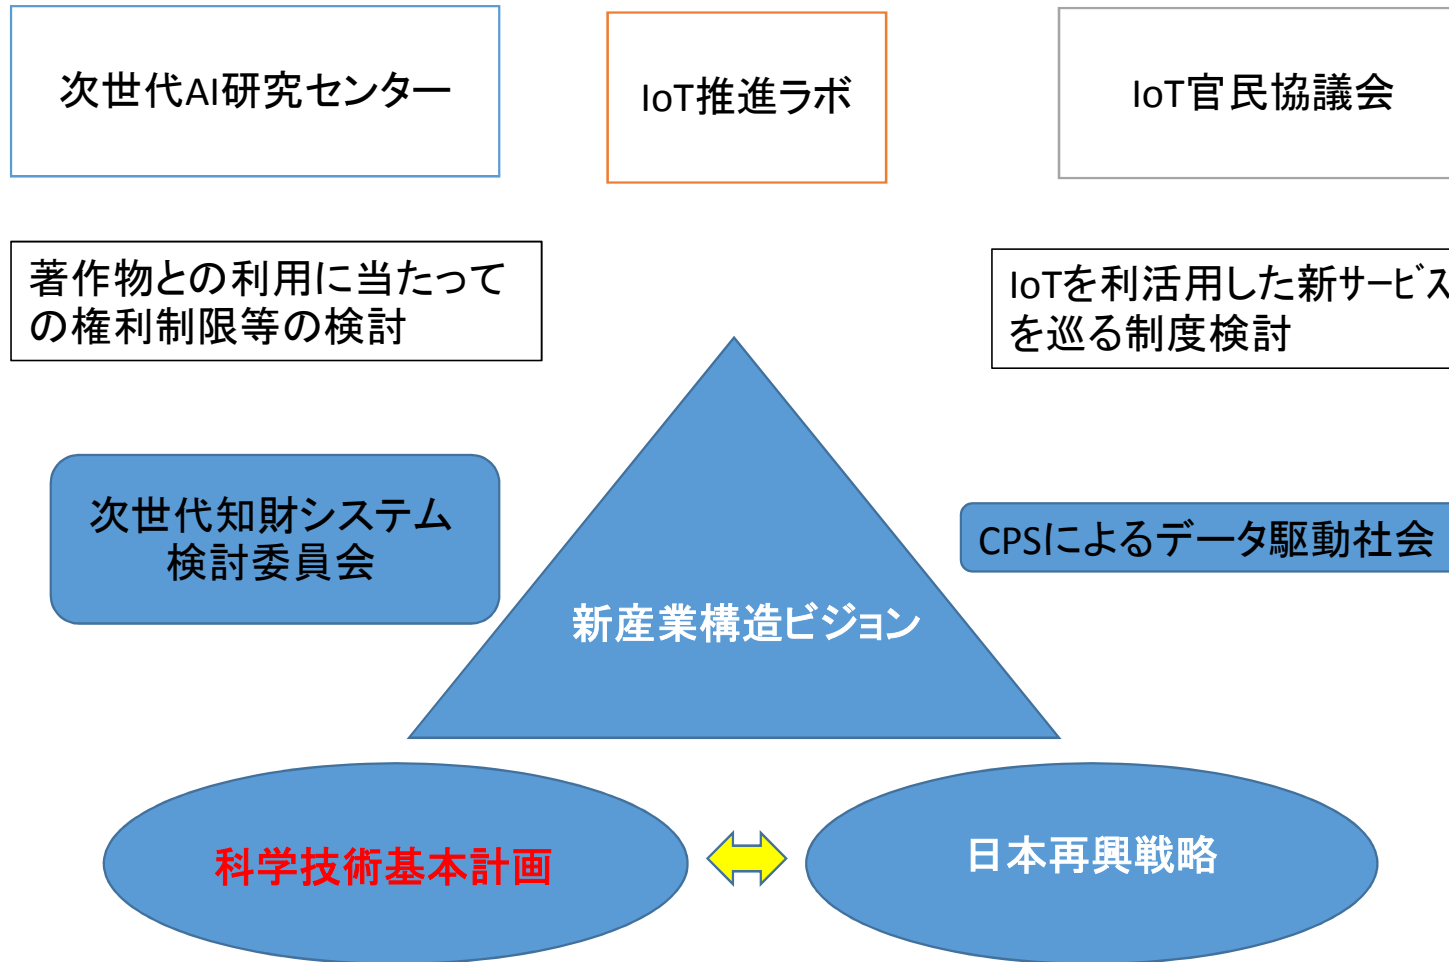 次世代AI研究センター
IoT推進ラボ
IoT官民協議会
著作物との利用に当たって
の権利制限等の検討
IoTを利活用した新サービス
を巡る制度検討
次世代知財システム
検討委員会
CPSによるデータ駆動社会
新産業構造ビジョン
科学技術基本計画
日本再興戦略